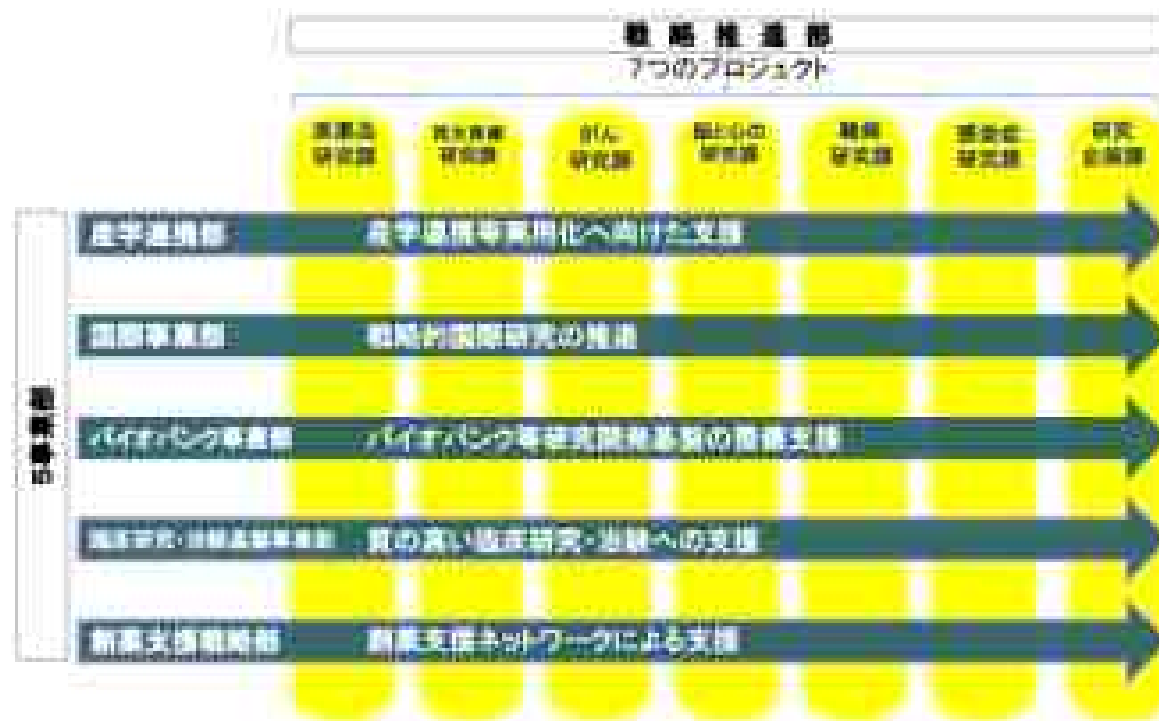 戦略推進部
7つのプロジェクト
医薬品
研究課
再生医療
研究課
がん
研究課
脳と心の
研究課
難病
研究課
感染症
研究課
研究
企画課
5事業部
産学連携部
産学連携等実用化へ向けた支援
国際事業部
戦略的国際研究の推進
バイオバンク事業部
バイオバンク等研究開発基盤の整備支援
臨床研究・治験基盤事業部
質の高い臨床研究・治験への支援
創薬支援戦略部
創薬支援ネットワークによる支援